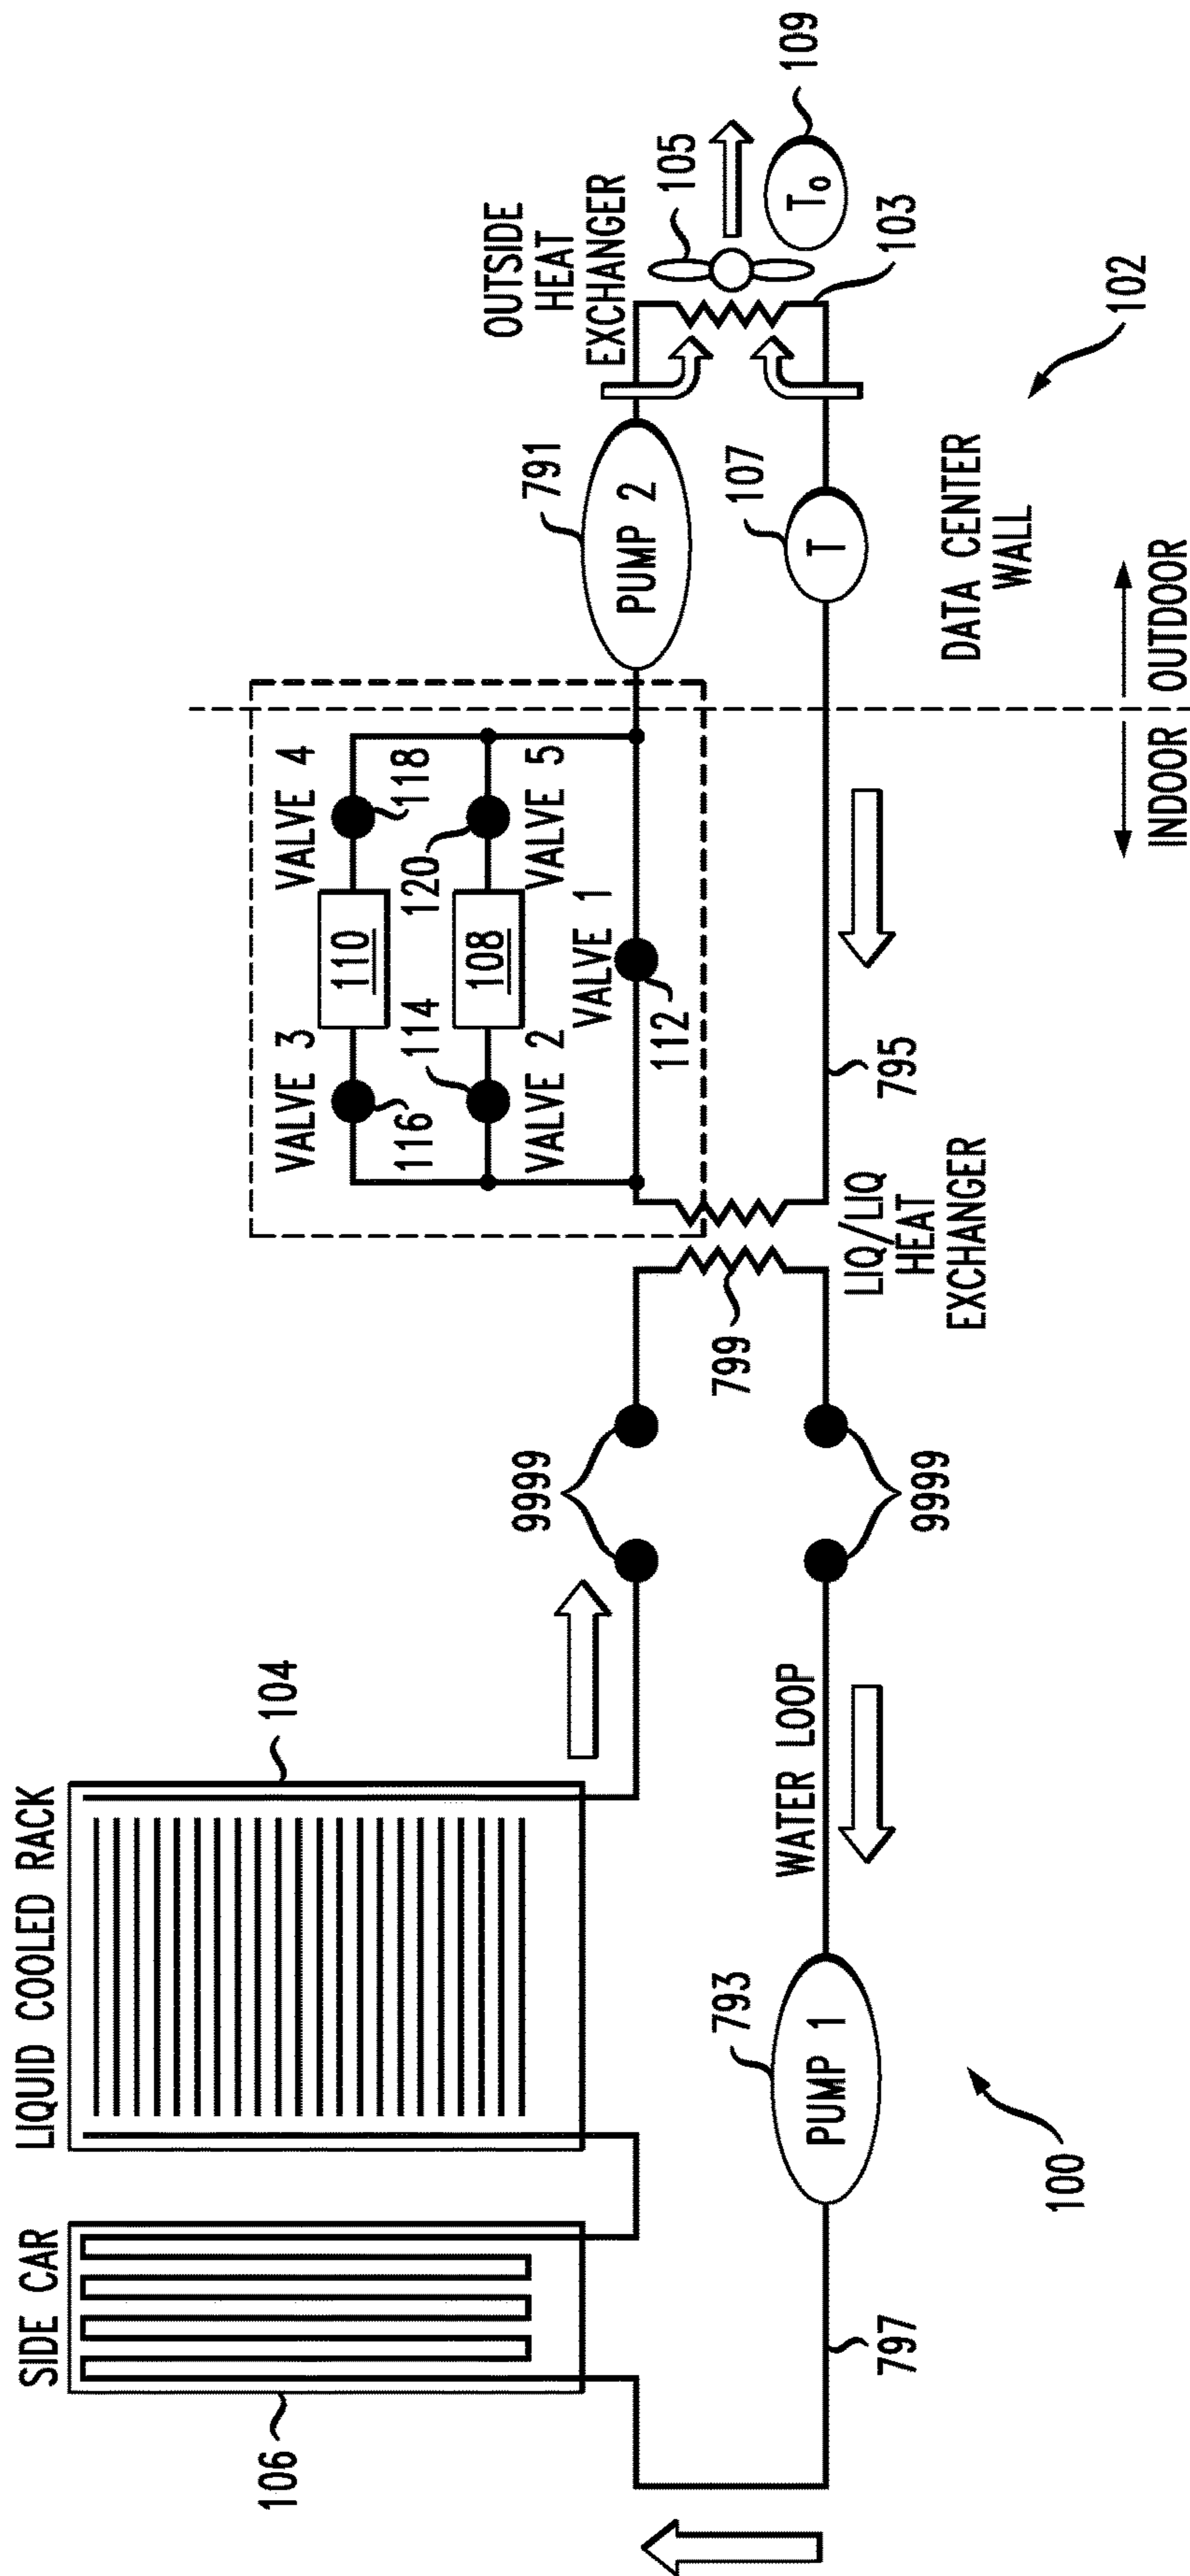 SIDE CAR
106
LIQUID COOLED RACK
104
797
PUMP 1
793
100
WATER LOOP
9999
9999
799
LIQ/LIQ
HEAT
EXCHANGER
VALVE 3
116
110
VALVE 4
118
114
VALVE 2
108
120
VALVE 5
VALVE 1
112
795
INDOOR
OUTDOOR
DATA CENTER
WALL
PUMP 2
791
T
107
OUTSIDE
HEAT
EXCHANGER
105
T0
109
103
102